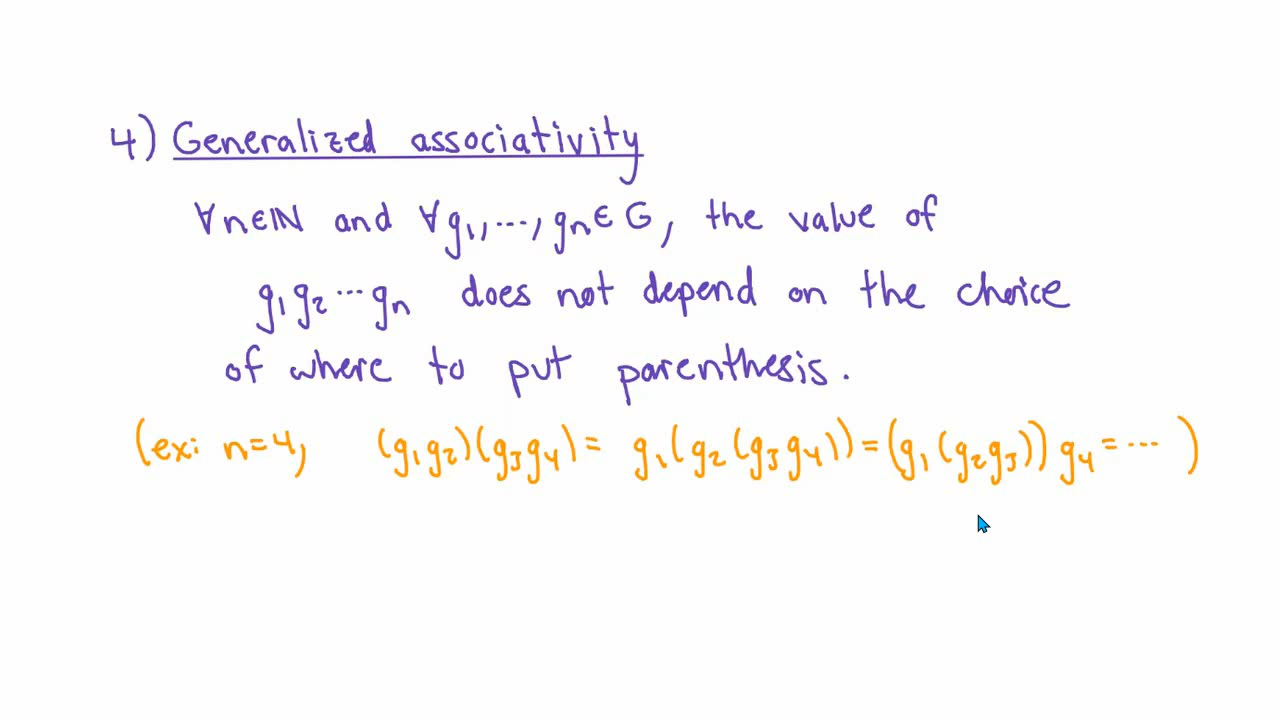 4) Generalized associativity
∀n∈ℕ and ∀g₁,...,gₙ∈G, the value of
g₁g₂...gₙ does not depend on the choice
of where to put parenthesis.
(ex: n=4, (g₁g₂)(g₃g₄)= g₁(g₂(g₃g₄))=(g₁(g₂g₃))g₄=...)